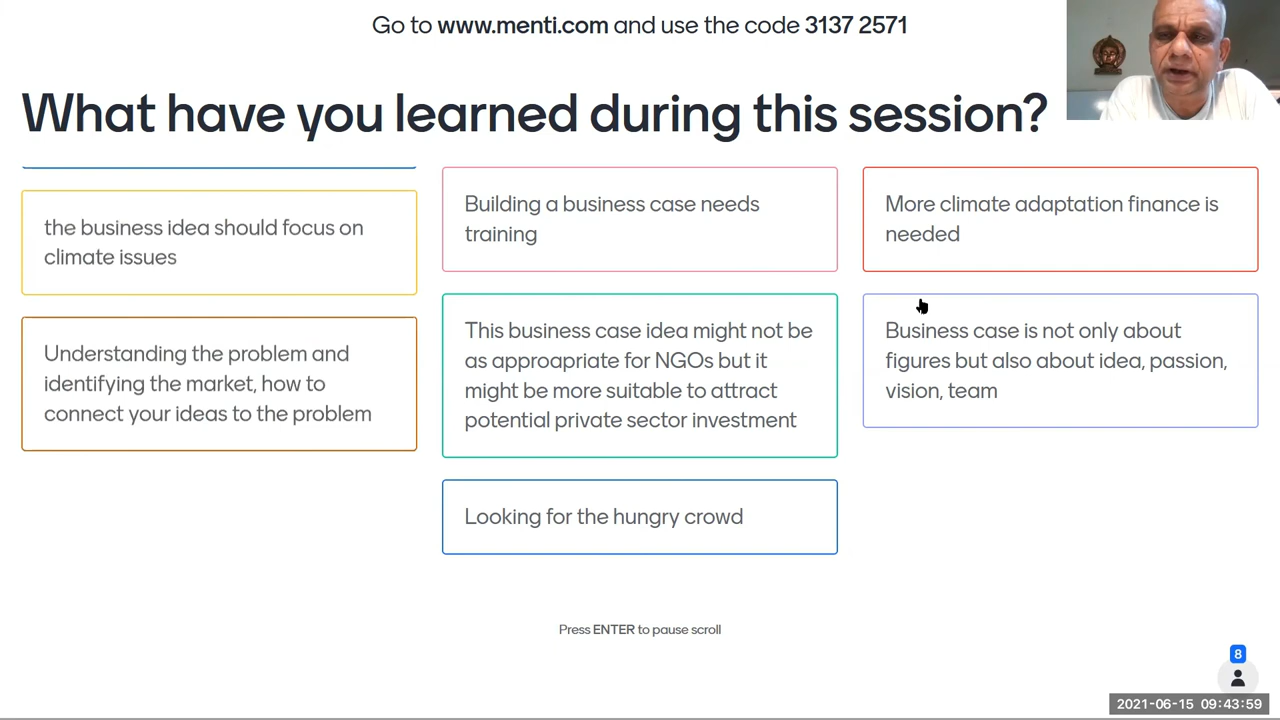 Go to www.menti.com and use the code 3137 2571
What have you learned during this session?
the business idea should focus on
climate issues
Understanding the problem and
identifying the market, how to
connect your ideas to the problem
Building a business case needs
training
This business case idea might not be
as approapriate for NGOs but it
might be more suitable to attract
potential private sector investment
Looking for the hungry crowd
More climate adaptation finance is
needed
Business case is not only about
figures but also about idea, passion,
vision, team
Press ENTER to pause scroll
8
2021-06-15 09:43:59